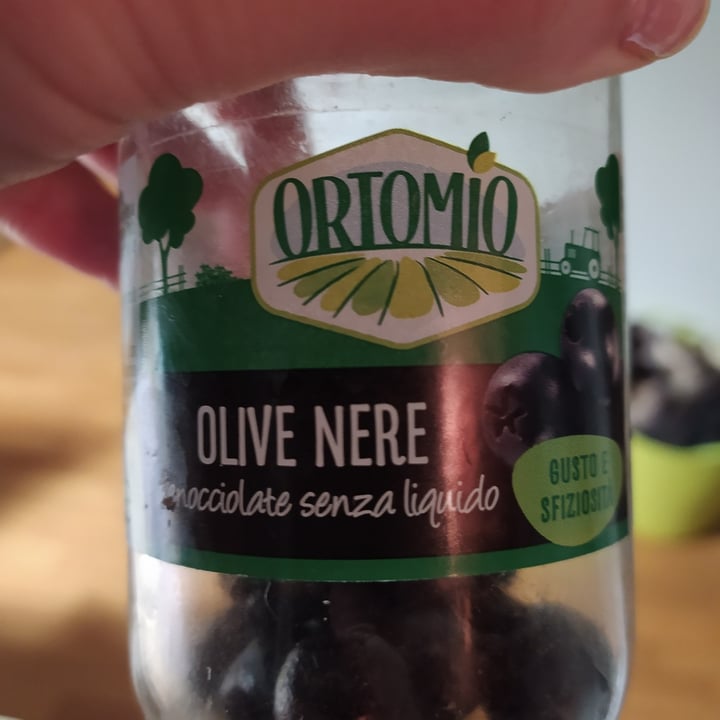 ORTOMIO
OLIVE NERE
denocciolate senza liquido
GUSTO E
SFIZIOSITÀ